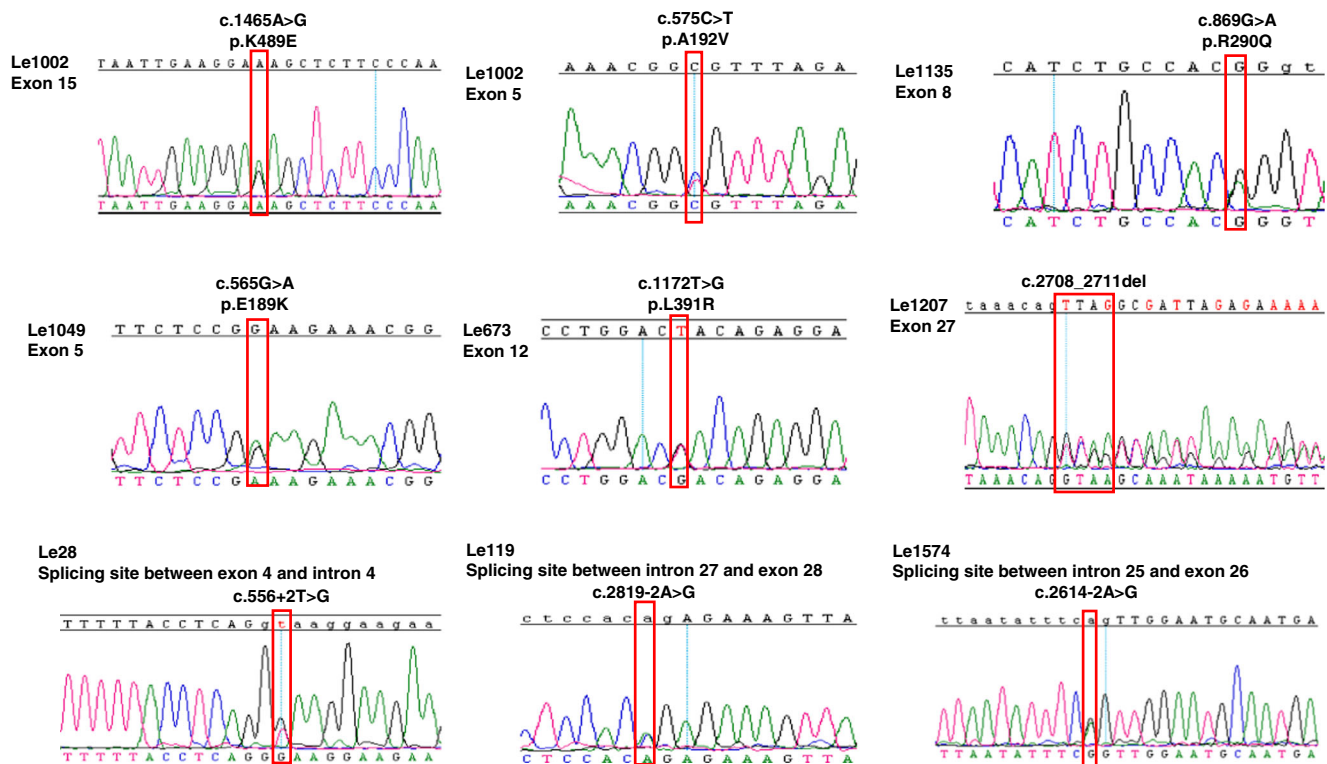 c.1465A>G
p.K489E
Le1002
Exon 15
TAATTGAAGGAAAGCTCTTCCCAA
TAATTGAAGGAAAGCTCTTCCCAA
c.575C>T
p.A192V
Le1002
Exon 5
AAACGGCGTTTAGA
AAACGGCGTTTAGA
c.869G>A
p.R290Q
Le1135
Exon 8
CATCTGCCACGGgt
CATCTGCCACGGGT
c.565G>A
p.E189K
Le1049
Exon 5
TTCTCCGGAAGAAACGG
TTCTCCGAAAGAAACGG
c.1172T>G
p.L391R
Le673
Exon 12
CCTGGACTACAGAGGA
CCTGGACGACAGAGGA
c.2708_2711del
Le1207
Exon 27
taaacagTTAGGCGATTAGAGAAAAA
TAAACAGGTAAGCAAATAAAAATGTT
Le28
Splicing site between exon 4 and intron 4
c.556+2T>G
TTTTTACCTCAGgtaaggaagaa
TTTTTACCTCAGGGAAGGAAGAA
Le119
Splicing site between intron 27 and exon 28
c.2819-2A>G
ctccacagAGAAAGTTA
CTCCACAGAGAAAGTTA
Le1574
Splicing site between intron 25 and exon 26
c.2614-2A>G
ttaatatttcagTTGGAATGCAATGA
TTAATATTTCGGTTGGAATGCAATGA